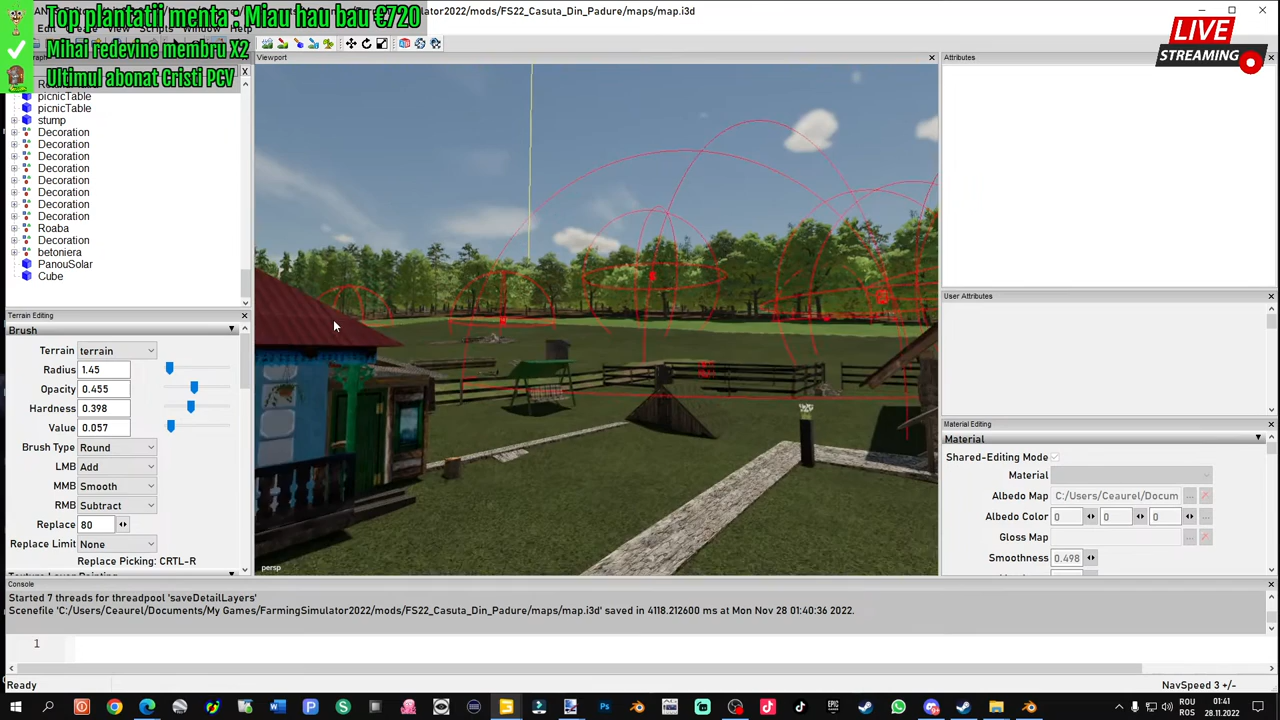 Top plantatii menta : Miau hau bau €720
Mihai redevine membru X2
Ultimul abonat Cristi PCV
LIVE
STREAMING
Simulator2022/mods/FS22_Casuta_Din_Padure/maps/map.i3d
Viewport
Attributes
picnicTable
picnicTable
stump
Decoration
Decoration
Decoration
Decoration
Decoration
Decoration
Decoration
Decoration
Roaba
Decoration
betoniera
PanouSolar
Cube
Terrain Editing
Brush
Terrain terrain
Radius 1.45
Opacity 0.455
Hardness 0.398
Value 0.057
Brush Type Round
LMB Add
MMB Smooth
RMB Subtract
Replace 80
Replace Limit None
Replace Picking: CRTL-R
persp
User Attributes
Material Editing
Material
Shared-Editing Mode
Material
Albedo Map C:/Users/Ceaurel/Docum ...
Albedo Color 0 0 0 ...
Gloss Map ...
Smoothness 0.498
Console
Started 7 threads for threadpool 'saveDetailLayers'
Scenefile 'C:/Users/Ceaurel/Documents/My Games/FarmingSimulator2022/mods/FS22_Casuta_Din_Padure/maps/map.i3d' saved in 4118.212600 ms at Mon Nov 28 01:40:36 2022.
1
Ready
NavSpeed 3 +/-
ROU
ROS
01:41
28.11.2022